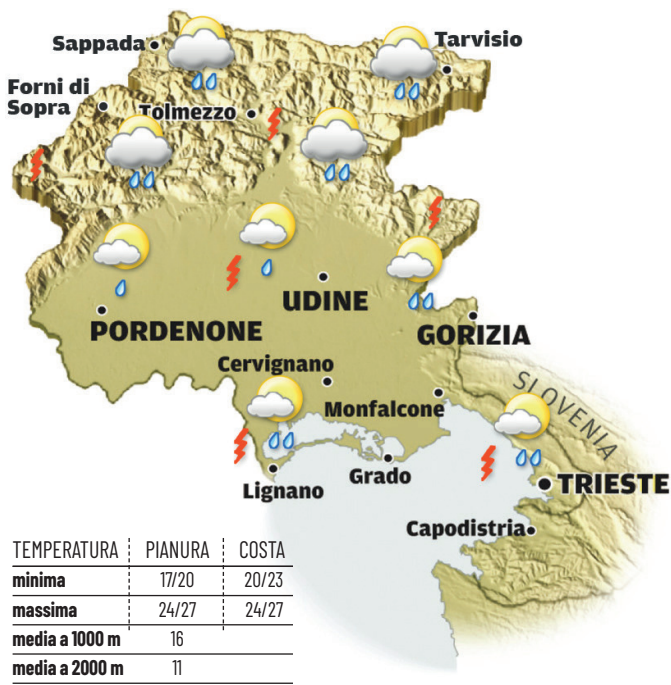 Sappada
Tarvisio
Forni di
Sopra
Tolmezzo
UDINE
PORDENONE
GORIZIA
Cervignano
SLOVENIA
Monfalcone
Grado
Lignano
TRIESTE
Capodistria
TEMPERATURA PIANURA COSTA
minima 17/20 20/23
massima 24/27 24/27
media a 1000 m 16
media a 2000 m 11